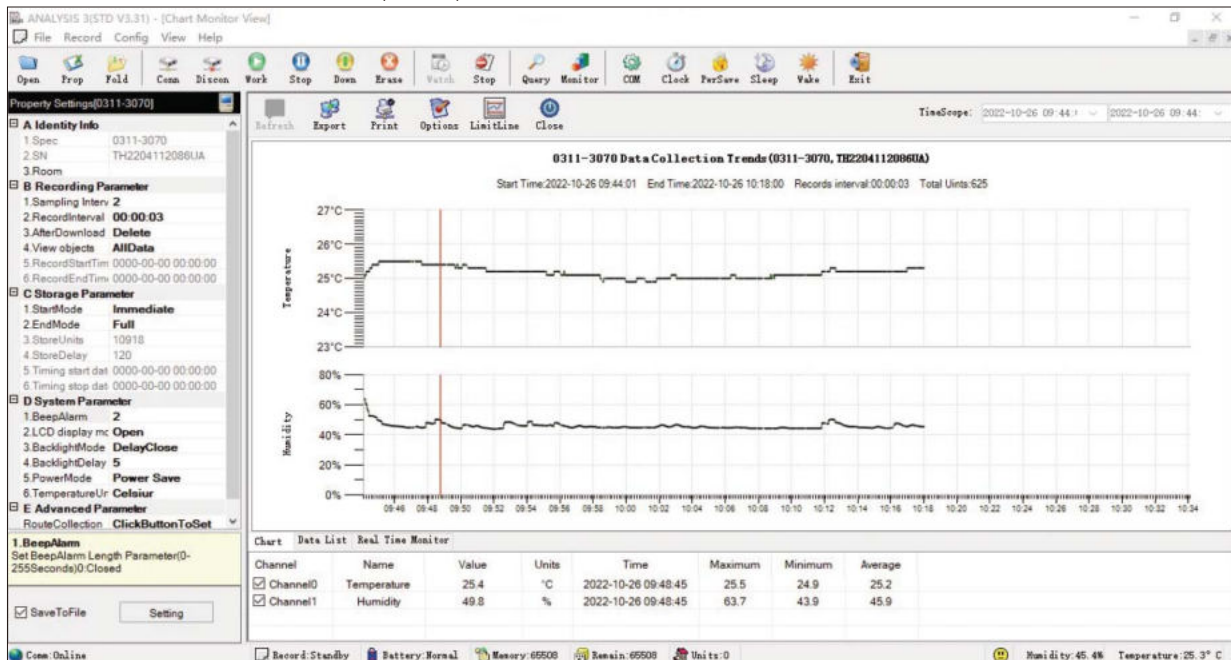 ANALYSIS 3(STD V3.31) - [Chart Monitor View]
File Record Config View Help
Open Prop Fold Conn Discon Work Stop Down Erase Watch Stop Query Monitor COM Clock PerSave Sleep Wake Exit
Property Settings[0311-3070]
Refresh Export Print Options LimitLine Close
TimeScope: 2022-10-26 09:44: 2022-10-26 09:44:
A Identity Info
1.Spec 0311-3070
2.SN TH2204112086UA
3.Room
B Recording Parameter
1.Sampling Interv 2
2.RecordInterval 00:00:03
3.AfterDownload Delete
4.View objects AllData
5.RecordStartTim 0000-00-00 00:00:00
6.RecordEndTime 0000-00-00 00:00:00
C Storage Parameter
1.StartMode Immediate
2.EndMode Full
3.StoreUnits 10918
4.StoreDelay 120
5.Timing start dat 0000-00-00 00:00:00
6.Timing stop dat 0000-00-00 00:00:00
D System Parameter
1.BeepAlarm 2
2.LCD display mc Open
3.BacklightMode DelayClose
4.BacklightDelay 5
5.PowerMode Power Save
6.TemperatureUr Celsiur
E Advanced Parameter
RouteCollection ClickButtonToSet
1.BeepAlarm
Set BeepAlarm Length Parameter(0-
255Seconds)0:Closed
SaveToFile Setting
0311-3070 Data Collection Trends(0311-3070, TH2204112086UA)
Start Time:2022-10-26 09:44:01 End Time:2022-10-26 10:18:00 Records interval:00:00:03 Total Uints:625
Temperature
27°C
26°C
25°C
24°C
23°C
Humidity
80%
60%
40%
20%
0%
09:46 09:48 09:50 09:52 09:54 09:56 09:58 10:00 10:02 10:04 10:06 10:08 10:10 10:12 10:14 10:16 10:18 10:20 10:22 10:24 10:26 10:28 10:30 10:32 10:34
Chart Data List Real Time Monitor
Channel Name Value Units Time Maximum Minimum Average
Channel0 Temperature 25.4 °C 2022-10-26 09:48:45 25.5 24.9 25.2
Channel1 Humidity 49.8 % 2022-10-26 09:48:45 63.7 43.9 45.9
Comm:Online Record:Standby Battery:Normal Memory:65508 Remain:65508 Units:0 Humidity:45.4% Temperature:25.3° C